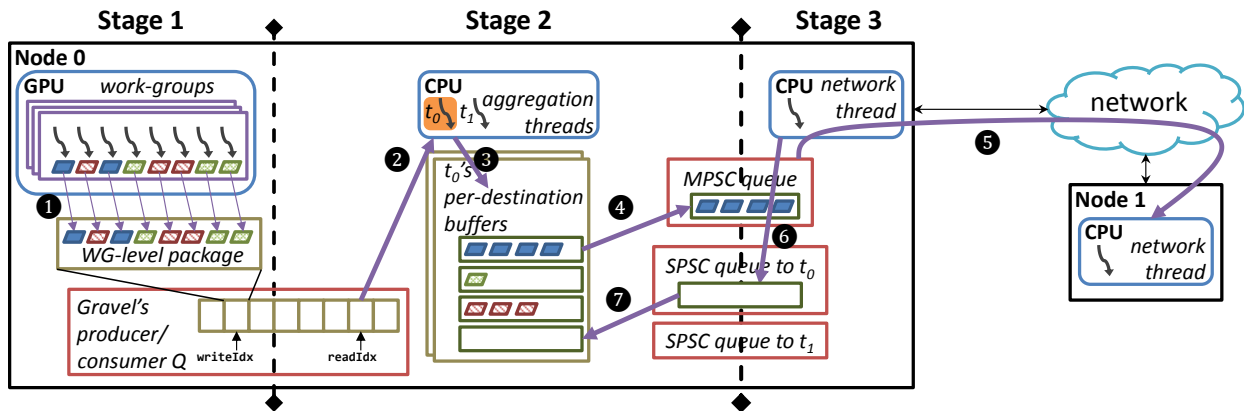 Stage 1
Stage 2
Stage 3
Node 0
GPU work-groups
1
WG-level package
Gravel's
producer/
consumer Q
writeIdx
readIdx
2
CPU
t0 t1 aggregation
threads
3
t0's
per-destination
buffers
4
MPSC queue
CPU network
thread
5
6
SPSC queue to t0
7
SPSC queue to t1
network
Node 1
CPU
network
thread